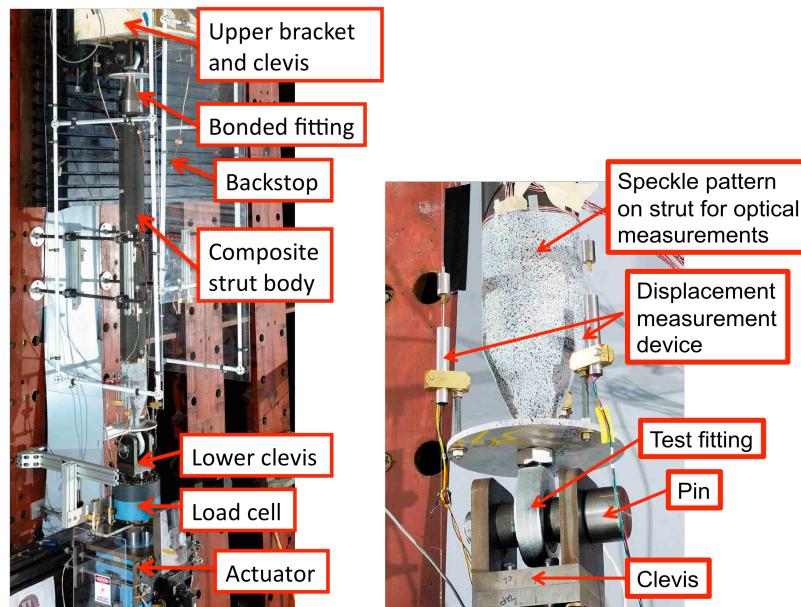 Upper bracket
and clevis
Bonded fitting
Backstop
Composite
strut body
Lower clevis
Load cell
Actuator
Speckle pattern
on strut for optical
measurements
Displacement
measurement
device
Test fitting
Pin
Clevis